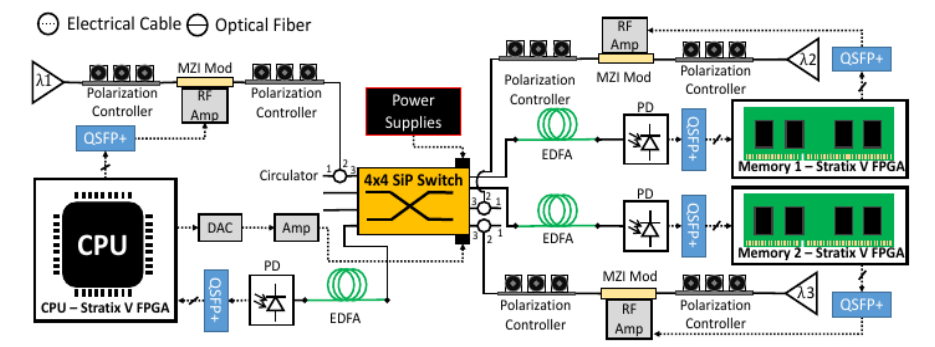 Electrical Cable
Optical Fiber
λ1
Polarization
Controller
MZI Mod
RF
Amp
Polarization
Controller
QSFP+
CPU
CPU – Stratix V FPGA
DAC
Amp
QSFP+
PD
EDFA
Circulator
1
2
3
Power
Supplies
4x4 SiP Switch
3
2
1
3
2
1
Polarization
Controller
RF
Amp
MZI Mod
Polarization
Controller
λ2
QSFP+
EDFA
PD
QSFP+
Memory 1 – Stratix V FPGA
EDFA
PD
QSFP+
Memory 2 – Stratix V FPGA
Polarization
Controller
MZI Mod
RF
Amp
Polarization
Controller
λ3
QSFP+